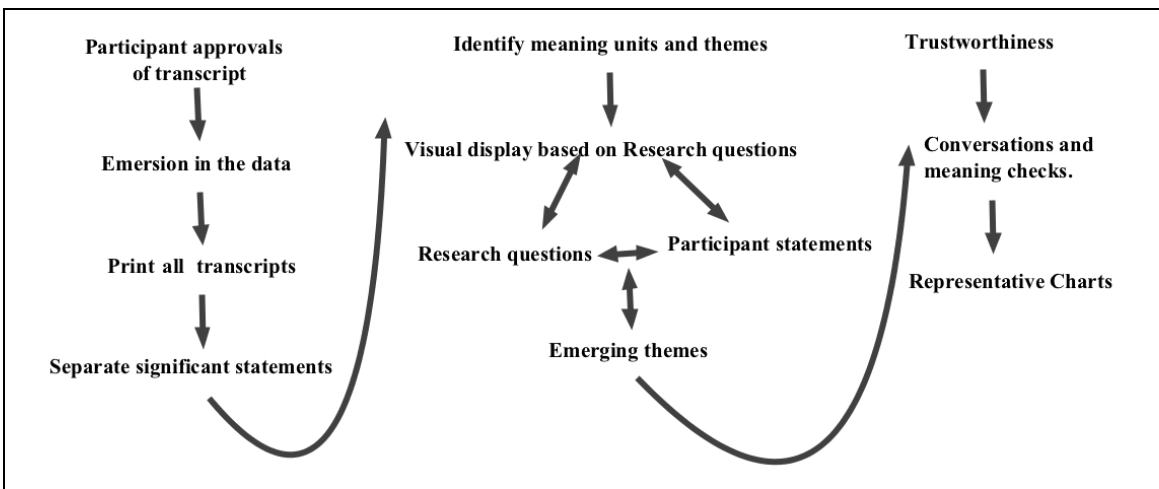 Participant approvals
of transcript
Emersion in the data
Print all transcripts
Separate significant statements
Identify meaning units and themes
Visual display based on Research questions
Research questions
Participant statements
Emerging themes
Trustworthiness
Conversations and
meaning checks.
Representative Charts